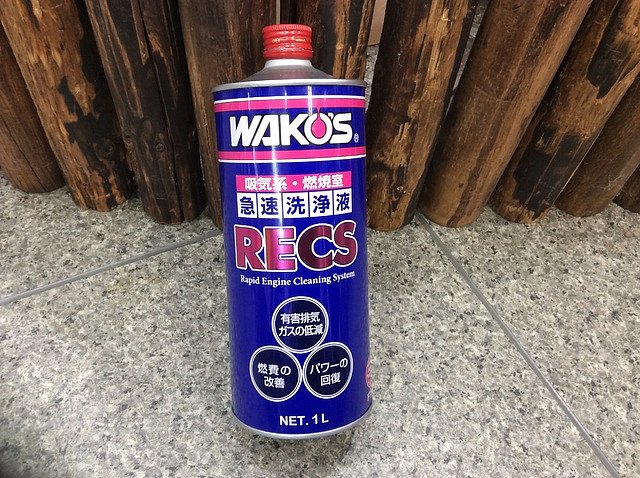 WAKO'S®
吸気系・燃焼室
急速洗浄液
RECS
Rapid Engine Cleaning System
有害排気
ガスの低減
燃費の
改善
パワーの
回復
NET. 1L